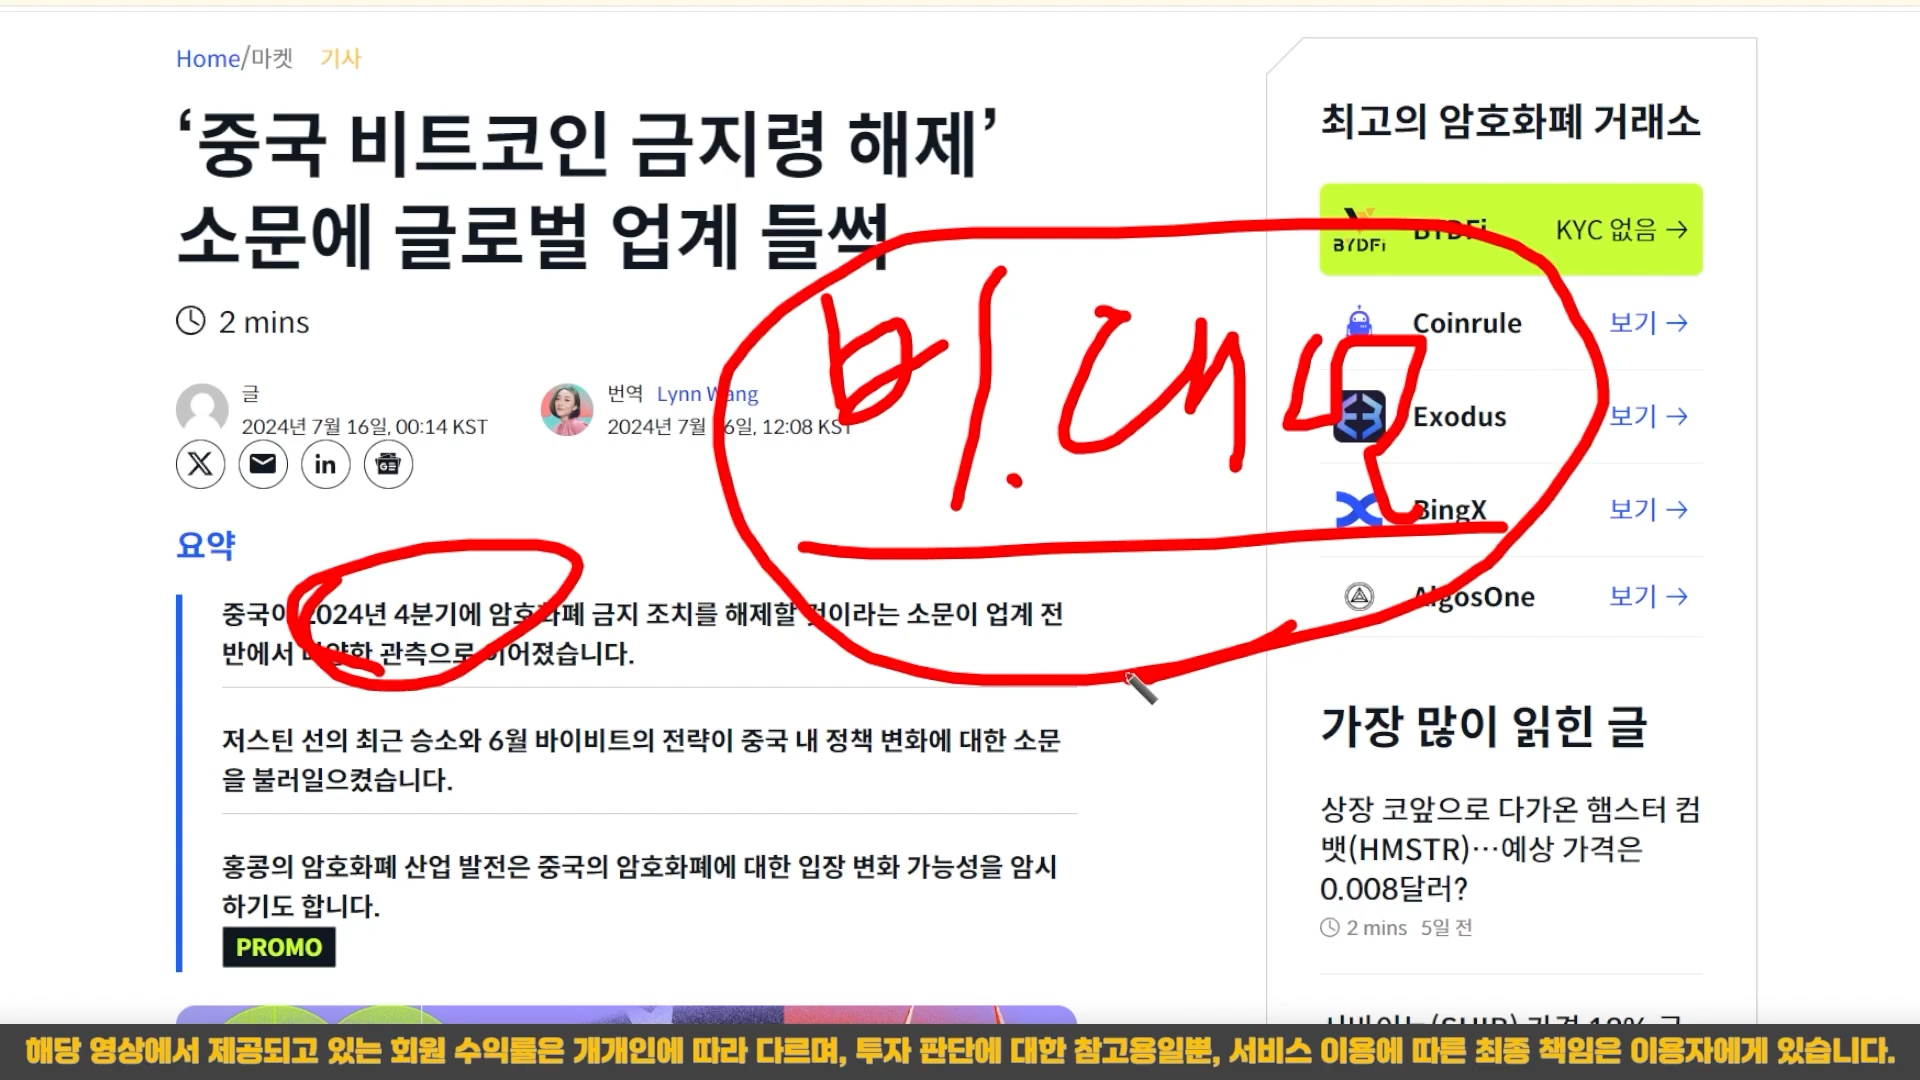 Home/마켓 기사
‘중국 비트코인 금지령 해제’
소문에 글로벌 업계 들썩
2 mins
글
2024년 7월 16일, 00:14 KST
번역 Lynn Wang
2024년 7월 16일, 12:08 KST
요약
중국이 2024년 4분기에 암호화폐 금지 조치를 해제할 것이라는 소문이 업계 전
반에서 다양한 관측으로 이어졌습니다.
저스틴 선의 최근 승소와 6월 바이비트의 전략이 중국 내 정책 변화에 대한 소문
을 불러일으켰습니다.
홍콩의 암호화폐 산업 발전은 중국의 암호화폐에 대한 입장 변화 가능성을 암시
하기도 합니다.
PROMO
비.대면
최고의 암호화폐 거래소
BYDFi BYDFi KYC 없음 →
Coinrule 보기 →
Exodus 보기 →
BingX 보기 →
AlgosOne 보기 →
가장 많이 읽힌 글
상장 코앞으로 다가온 햄스터 컴
뱃(HMSTR)…예상 가격은
0.008달러?
2 mins 5일 전
해당 영상에서 제공되고 있는 회원 수익률은 개개인에 따라 다르며, 투자 판단에 대한 참고용일뿐, 서비스 이용에 따른 최종 책임은 이용자에게 있습니다.